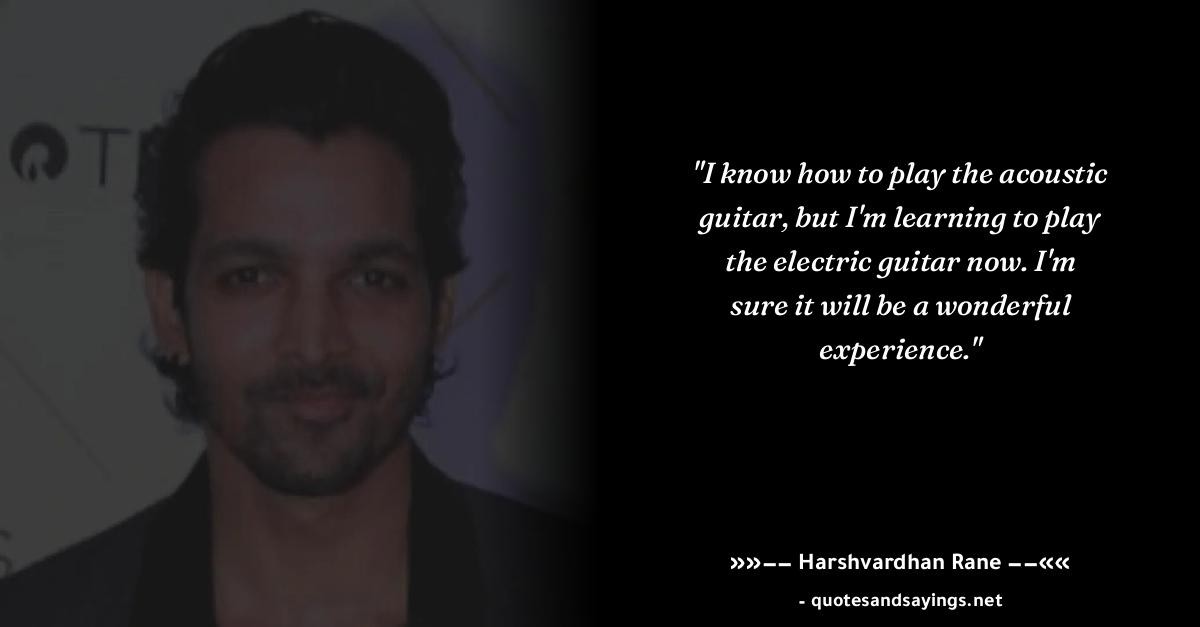 T
"I know how to play the acoustic
guitar, but I'm learning to play
the electric guitar now. I'm
sure it will be a wonderful
experience."
»»–– Harshvardhan Rane ––««
- quotesandsayings.net